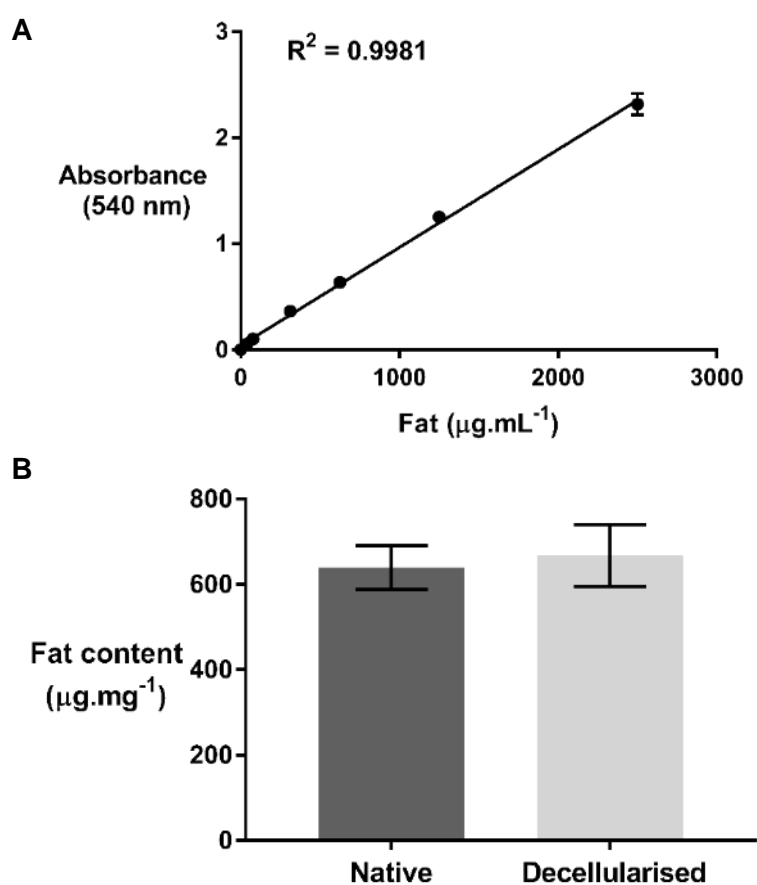 A
R² = 0.9981
3
2
1
0
Absorbance
(540 nm)
0 1000 2000 3000
Fat (μg.mL⁻¹)
B
800
600
400
200
0
Fat content
(μg.mg⁻¹)
Native Decellularised